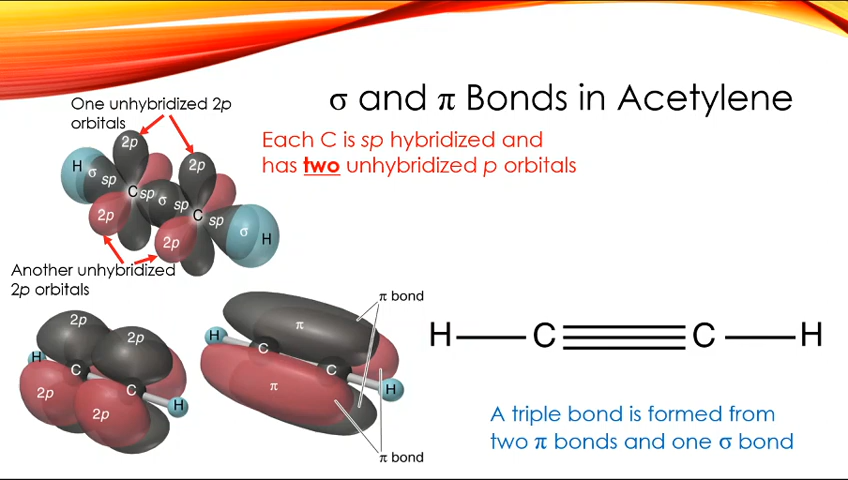 σ and π Bonds in Acetylene
One unhybridized 2p
orbitals
Each C is sp hybridized and
has two unhybridized p orbitals
2p
2p
H
σ
sp
C
sp
σ
sp
C
sp
σ
H
2p
2p
Another unhybridized
2p orbitals
2p
2p
H
C
C
2p
2p
H
π bond
π
H
C
C
π
H
π bond
H C C H
A triple bond is formed from
two π bonds and one σ bond